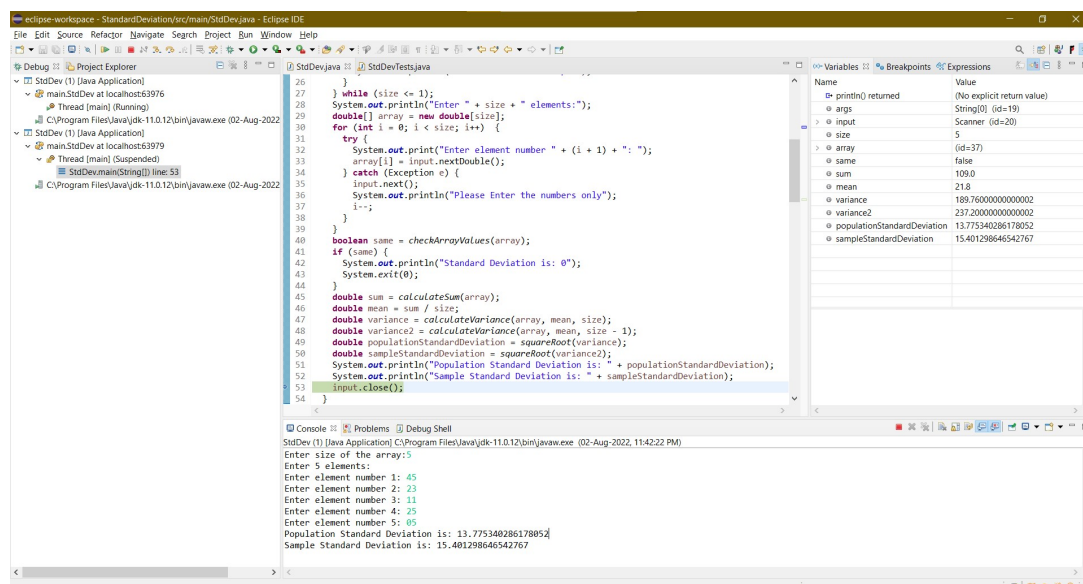 eclipse-workspace - StandardDeviation/src/main/StdDev.java - Eclipse IDE
File Edit Source Refactor Navigate Search Project Run Window Help
Debug Project Explorer
StdDev (1) [Java Application]
main.StdDev at localhost:63976
Thread [main] (Running)
C:\Program Files\Java\jdk-11.0.12\bin\javaw.exe (02-Aug-2022
StdDev (1) [Java Application]
main.StdDev at localhost:63979
Thread [main] (Suspended)
StdDev.main(String[]) line: 53
C:\Program Files\Java\jdk-11.0.12\bin\javaw.exe (02-Aug-2022
StdDev.java StdDevTests.java
26 }
27 } while (size <= 1);
28 System.out.println("Enter " + size + " elements:");
29 double[] array = new double[size];
30 for (int i = 0; i < size; i++) {
31 try {
32 System.out.print("Enter element number " + (i + 1) + ": ");
33 array[i] = input.nextDouble();
34 } catch (Exception e) {
35 input.next();
36 System.out.println("Please Enter the numbers only");
37 i--;
38 }
39 }
40 boolean same = checkArrayValues(array);
41 if (same) {
42 System.out.println("Standard Deviation is: 0");
43 System.exit(0);
44 }
45 double sum = calculateSum(array);
46 double mean = sum / size;
47 double variance = calculateVariance(array, mean, size);
48 double variance2 = calculateVariance(array, mean, size - 1);
49 double populationStandardDeviation = squareRoot(variance);
50 double sampleStandardDeviation = squareRoot(variance2);
51 System.out.println("Population Standard Deviation is: " + populationStandardDeviation);
52 System.out.println("Sample Standard Deviation is: " + sampleStandardDeviation);
53 input.close();
54 }
Variables Breakpoints Expressions
Name Value
println() returned (No explicit return value)
args String[0] (id=19)
input Scanner (id=20)
size 5
array (id=37)
same false
sum 109.0
mean 21.8
variance 189.76000000000002
variance2 237.20000000000002
populationStandardDeviation 13.775340286178052
sampleStandardDeviation 15.401298646542767
Console Problems Debug Shell
StdDev (1) [Java Application] C:\Program Files\Java\jdk-11.0.12\bin\javaw.exe (02-Aug-2022, 11:42:22 PM)
Enter size of the array:5
Enter 5 elements:
Enter element number 1: 45
Enter element number 2: 23
Enter element number 3: 11
Enter element number 4: 25
Enter element number 5: 05
Population Standard Deviation is: 13.775340286178052
Sample Standard Deviation is: 15.401298646542767